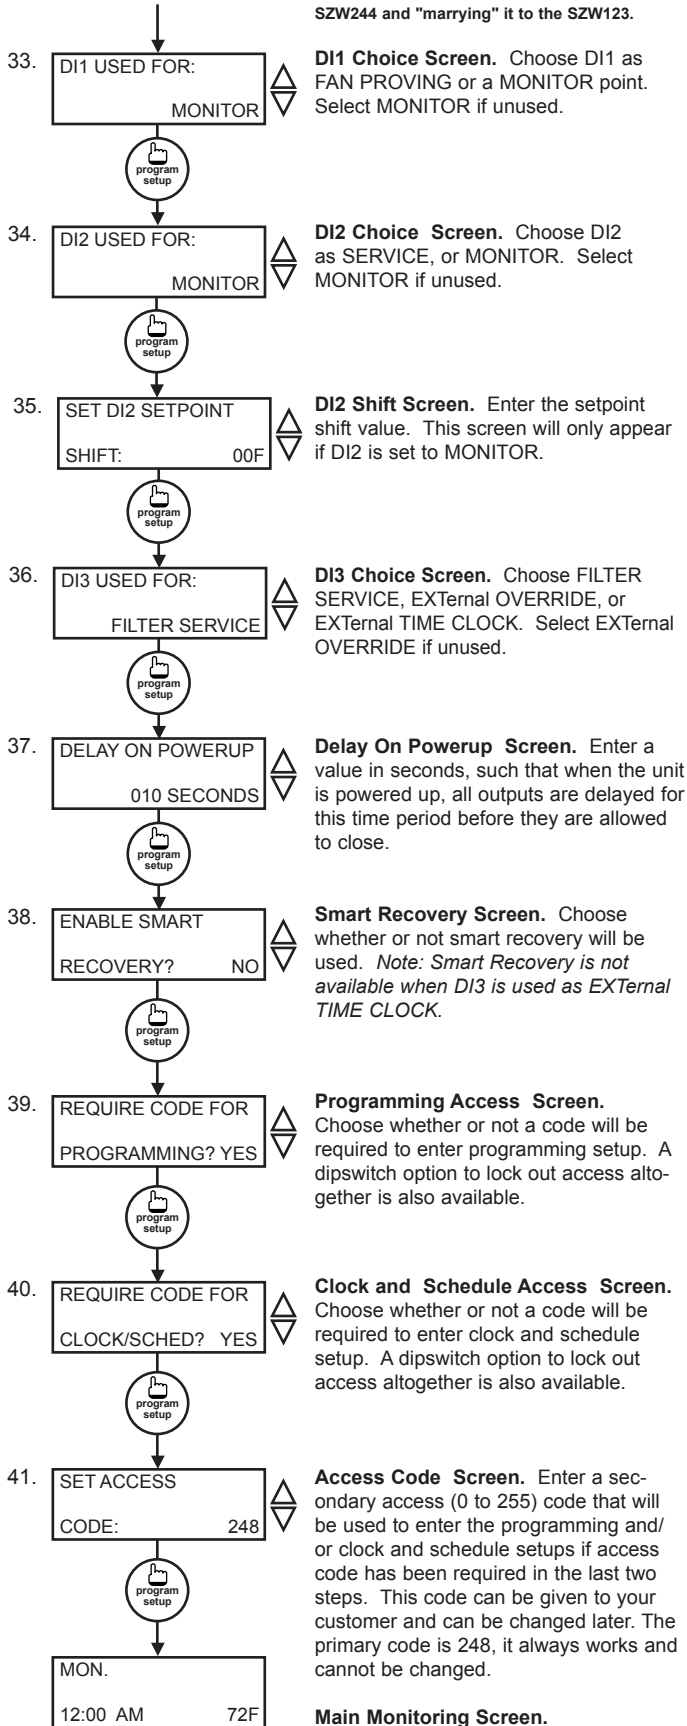 SZW244 and "marrying" it to the SZW123.
33.
DI1 USED FOR:
MONITOR
DI1 Choice Screen. Choose DI1 as
FAN PROVING or a MONITOR point.
Select MONITOR if unused.
program
setup
34.
DI2 USED FOR:
MONITOR
DI2 Choice Screen. Choose DI2
as SERVICE, or MONITOR. Select
MONITOR if unused.
program
setup
35.
SET DI2 SETPOINT
SHIFT: 00F
DI2 Shift Screen. Enter the setpoint
shift value. This screen will only appear
if DI2 is set to MONITOR.
program
setup
36.
DI3 USED FOR:
FILTER SERVICE
DI3 Choice Screen. Choose FILTER
SERVICE, EXTernal OVERRIDE, or
EXTernal TIME CLOCK. Select EXTernal
OVERRIDE if unused.
program
setup
37.
DELAY ON POWERUP
010 SECONDS
Delay On Powerup Screen. Enter a
value in seconds, such that when the unit
is powered up, all outputs are delayed for
this time period before they are allowed
to close.
program
setup
38.
ENABLE SMART
RECOVERY? NO
Smart Recovery Screen. Choose
whether or not smart recovery will be
used. Note: Smart Recovery is not
available when DI3 is used as EXTernal
TIME CLOCK.
program
setup
39.
REQUIRE CODE FOR
PROGRAMMING? YES
Programming Access Screen.
Choose whether or not a code will be
required to enter programming setup. A
dipswitch option to lock out access alto-
gether is also available.
program
setup
40.
REQUIRE CODE FOR
CLOCK/SCHED? YES
Clock and Schedule Access Screen.
Choose whether or not a code will be
required to enter clock and schedule
setup. A dipswitch option to lock out
access altogether is also available.
program
setup
41.
SET ACCESS
CODE: 248
Access Code Screen. Enter a sec-
ondary access (0 to 255) code that will
be used to enter the programming and/
or clock and schedule setups if access
code has been required in the last two
steps. This code can be given to your
customer and can be changed later. The
primary code is 248, it always works and
cannot be changed.
program
setup
MON.
12:00 AM 72F
Main Monitoring Screen.